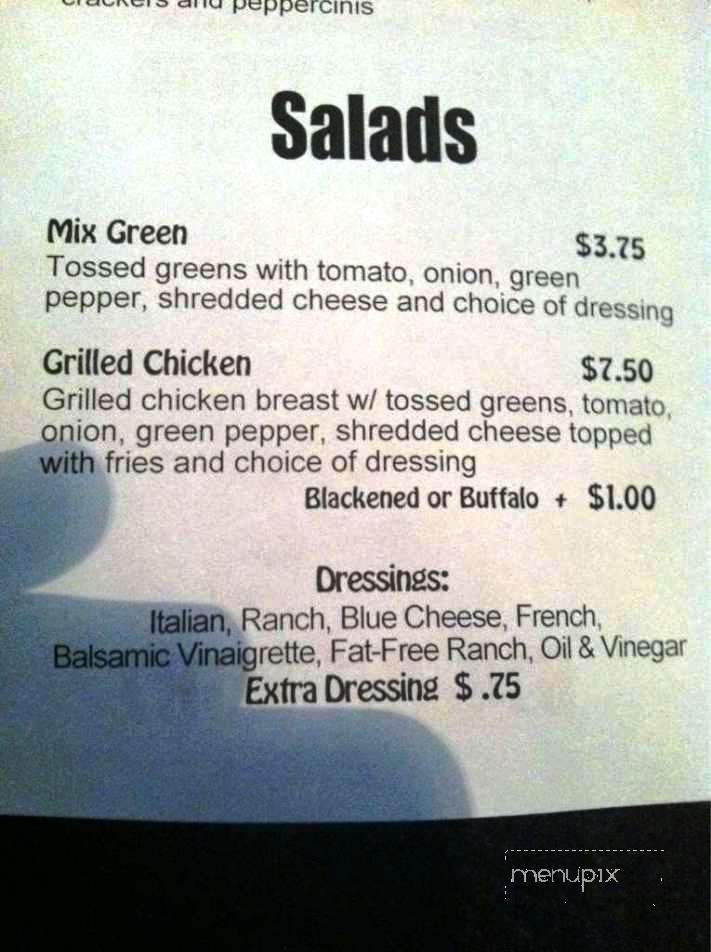 crackers and peppercinis
Salads
Mix Green $3.75
Tossed greens with tomato, onion, green
pepper, shredded cheese and choice of dressing
Grilled Chicken $7.50
Grilled chicken breast w/ tossed greens, tomato,
onion, green pepper, shredded cheese topped
with fries and choice of dressing
Blackened or Buffalo + $1.00
Dressings:
Italian, Ranch, Blue Cheese, French,
Balsamic Vinaigrette, Fat-Free Ranch, Oil & Vinegar
Extra Dressing $ .75
menupix